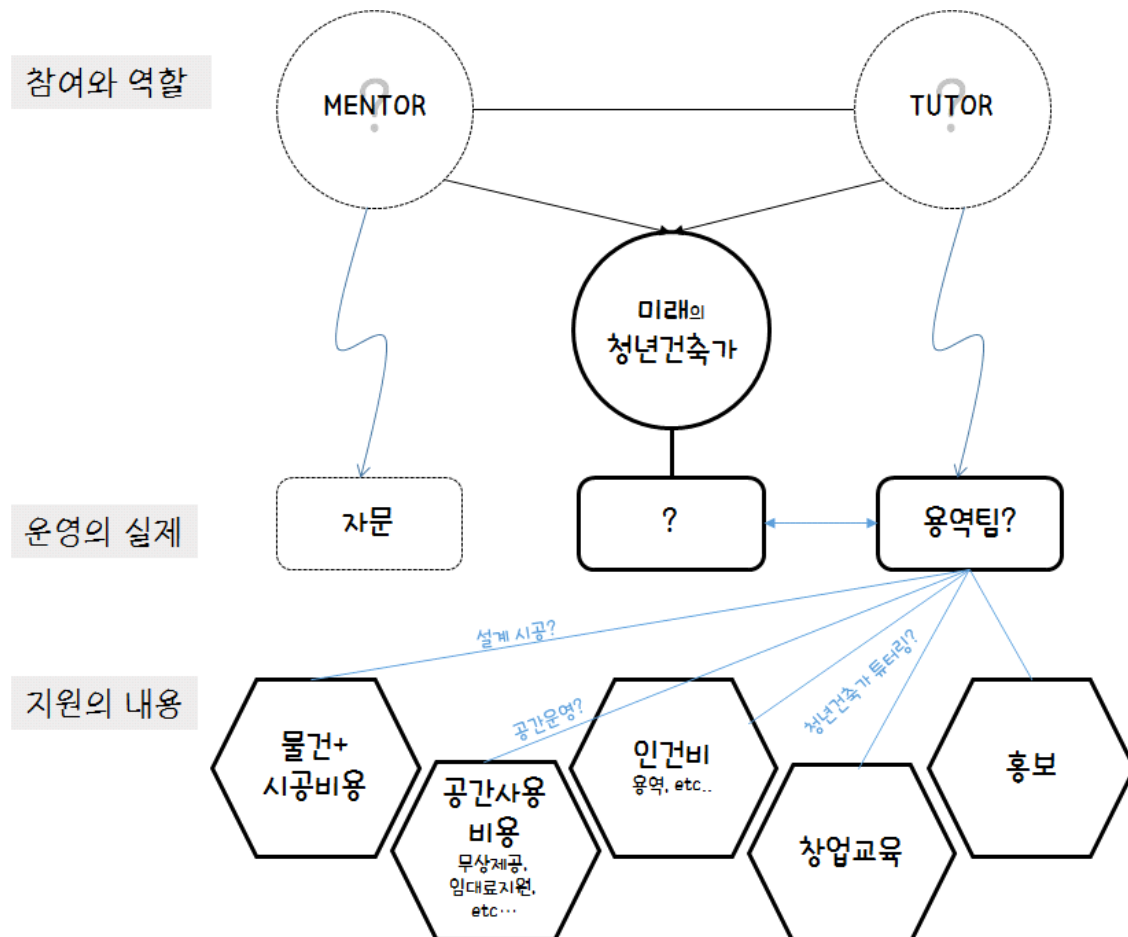 참여와 역할
?
MENTOR
?
TUTOR
미래의
청년건축가
운영의 실제
자문
?
용역팀?
설계 시공?
공간운영?
청년건축가 튜터링?
지원의 내용
물건+
시공비용
공간사용
비용
무상제공,
임대료지원,
etc...
인건비
용역, etc..
창업교육
홍보